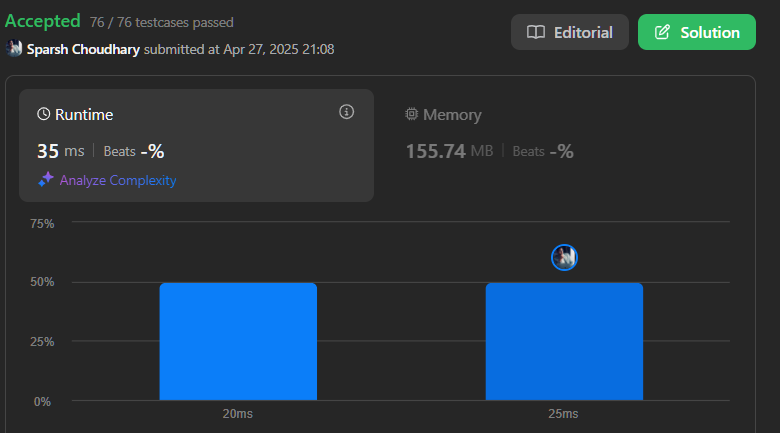 Accepted 76 / 76 testcases passed
Sparsh Choudhary submitted at Apr 27, 2025 21:08
Editorial
Solution
Runtime
35 ms | Beats -%
Analyze Complexity
Memory
155.74 MB | Beats -%
75%
50%
25%
0%
20ms
25ms